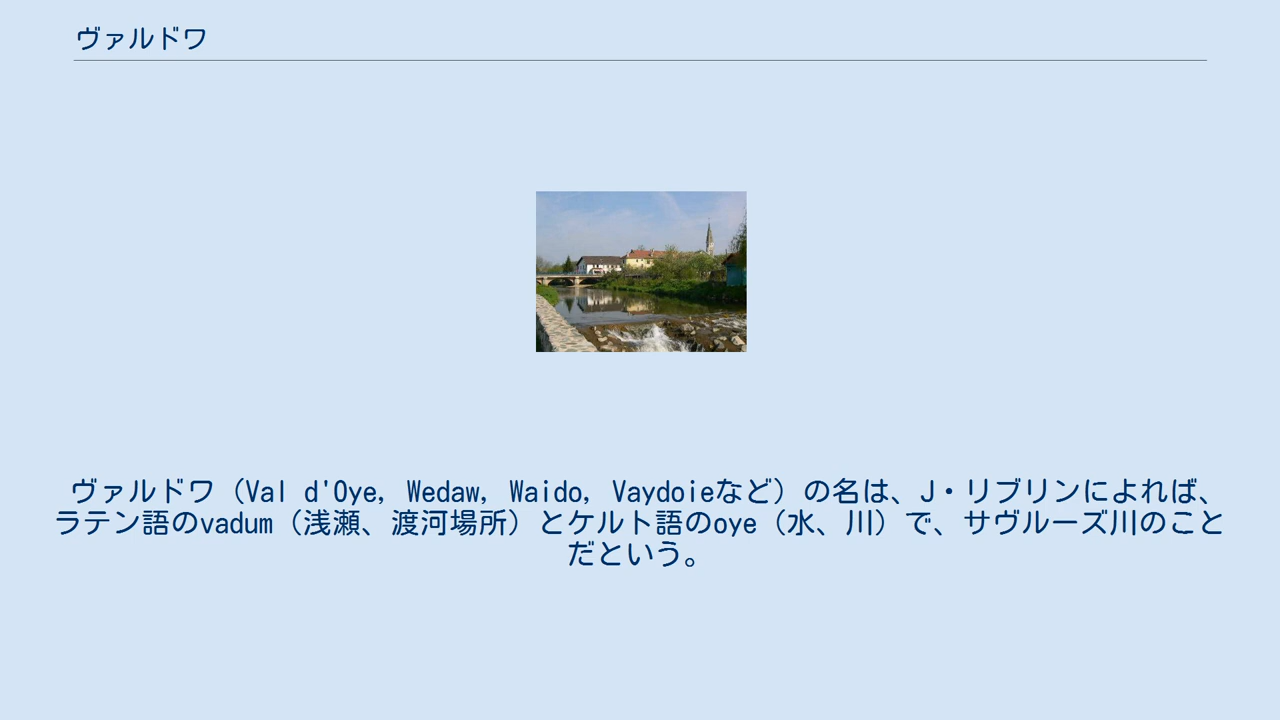 ヴァルドワ
ヴァルドワ（Val d'Oye, Wedaw, Waido, Vaydoieなど）の名は、J・リブリンによれば、
ラテン語のvadum（浅瀬、渡河場所）とケルト語のoye（水、川）で、サヴルーズ川のこと
だという。